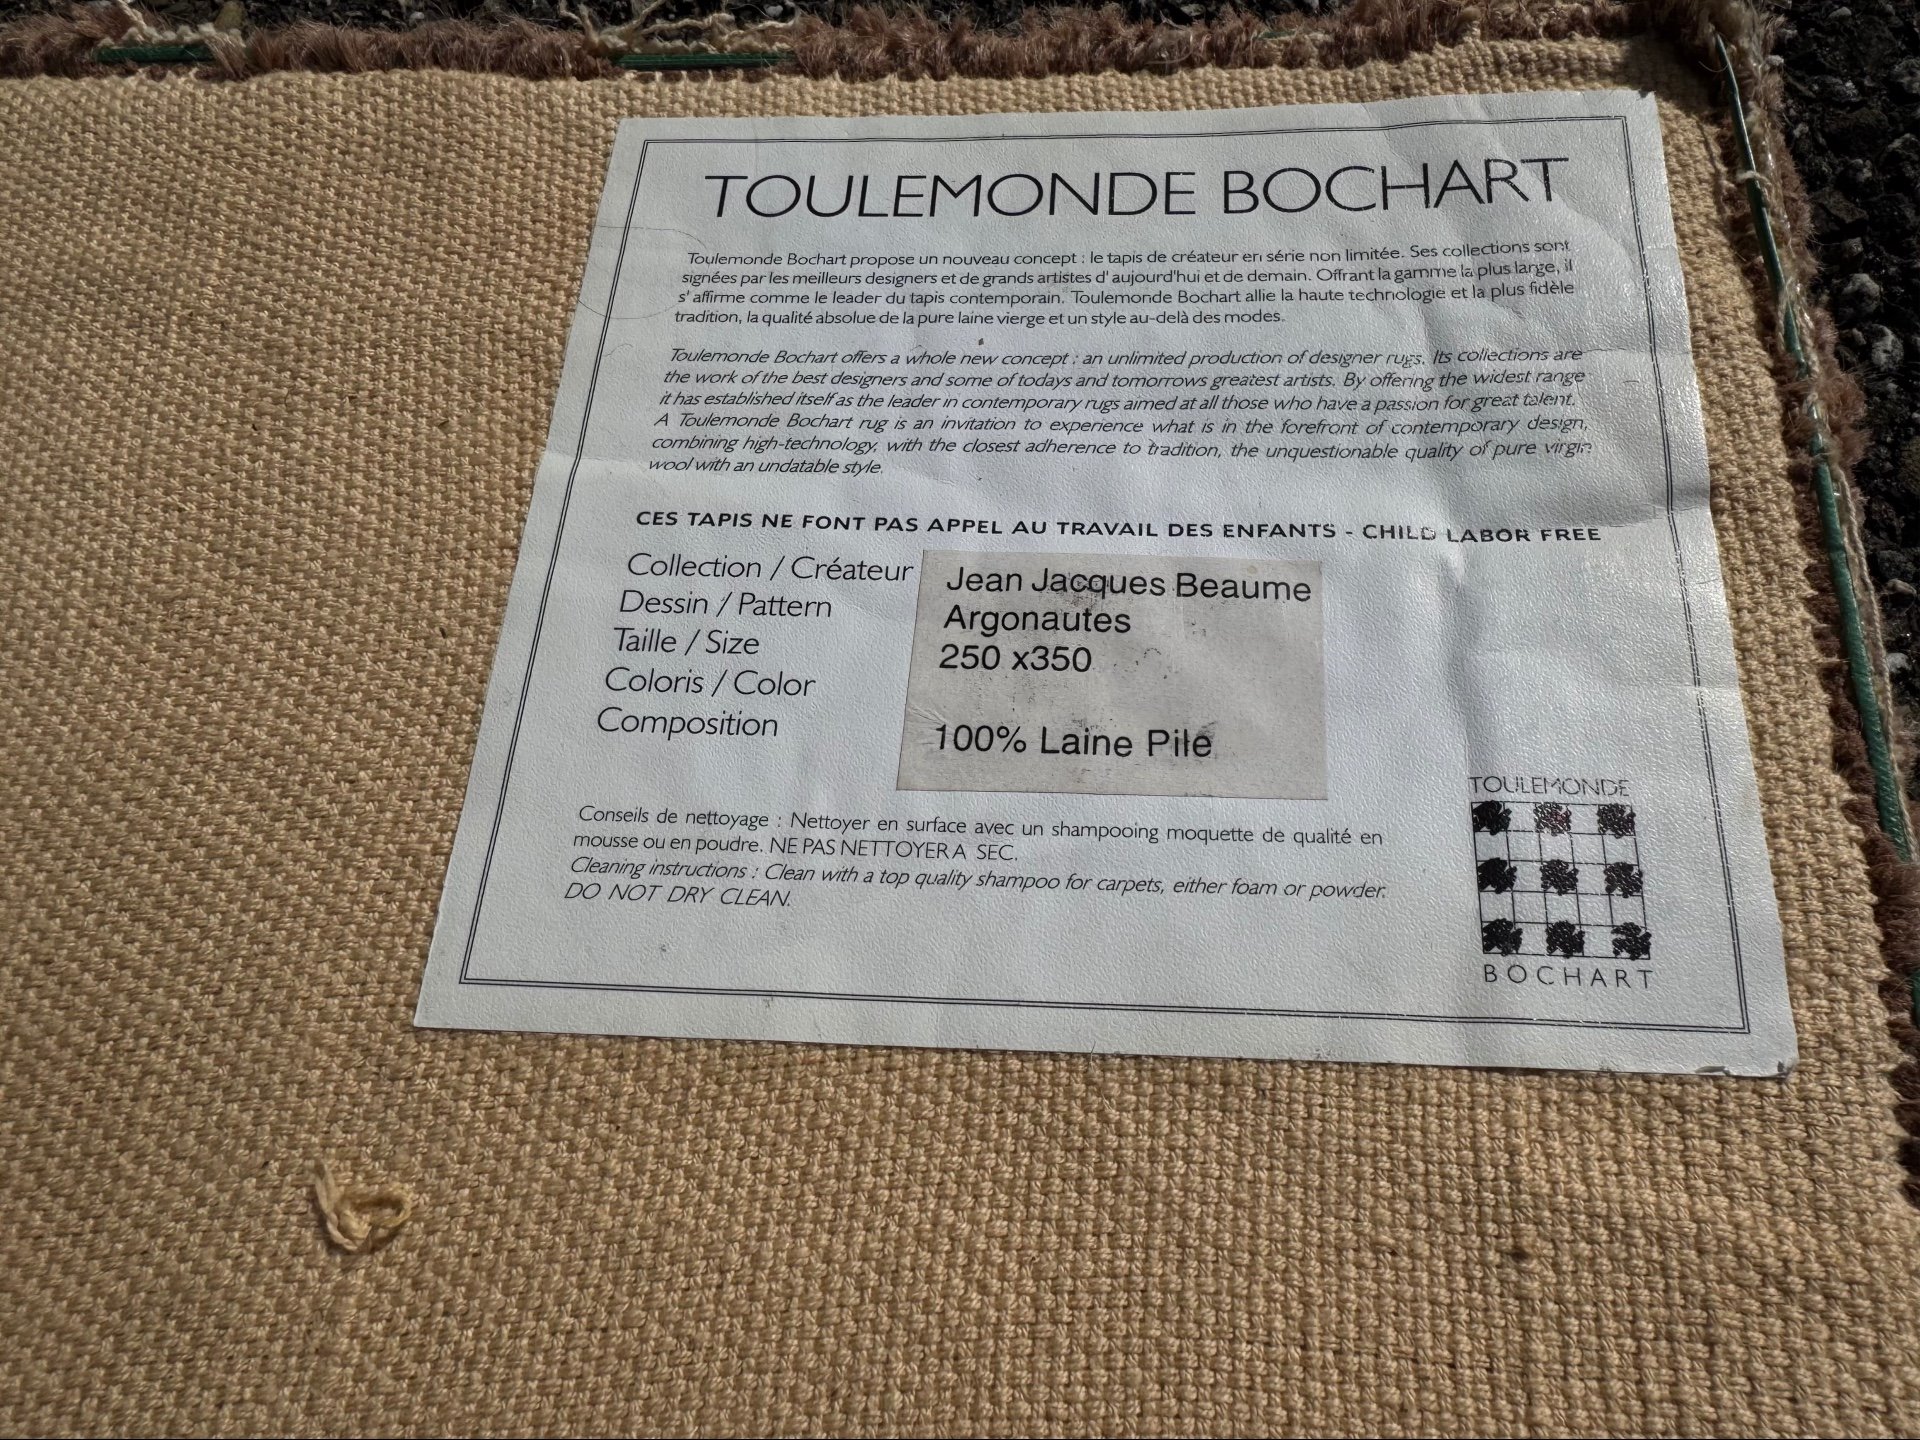 TOULEMONDE BOCHART
Toulemonde Bochart propose un nouveau concept : le tapis de créateur en série non limitée. Ses collections sont
signées par les meilleurs designers et de grands artistes d' aujourd'hui et de demain. Offrant la gamme la plus large, il
s' affirme comme le leader du tapis contemporain. Toulemonde Bochart allie la haute technologie et la plus fidèle
tradition, la qualité absolue de la pure laine vierge et un style au-delà des modes.
Toulemonde Bochart offers a whole new concept : an unlimited production of designer rugs. Its collections are
the work of the best designers and some of todays and tomorrows greatest artists. By offering the widest range
it has established itself as the leader in contemporary rugs aimed at all those who have a passion for great talent.
A Toulemonde Bochart rug is an invitation to experience what is in the forefront of contemporary design,
combining high-technology, with the closest adherence to tradition, the unquestionable quality of pure virgin
wool with an undatable style.
CES TAPIS NE FONT PAS APPEL AU TRAVAIL DES ENFANTS - CHILD LABOR FREE
Collection / Créateur Jean Jacques Beaume
Dessin / Pattern Argonautes
Taille / Size 250 x350
Coloris / Color
Composition 100% Laine Pile
Conseils de nettoyage : Nettoyer en surface avec un shampooing moquette de qualité en
mousse ou en poudre. NE PAS NETTOYER A SEC.
Cleaning instructions : Clean with a top quality shampoo for carpets, either foam or powder.
DO NOT DRY CLEAN.
TOULEMONDE
BOCHART